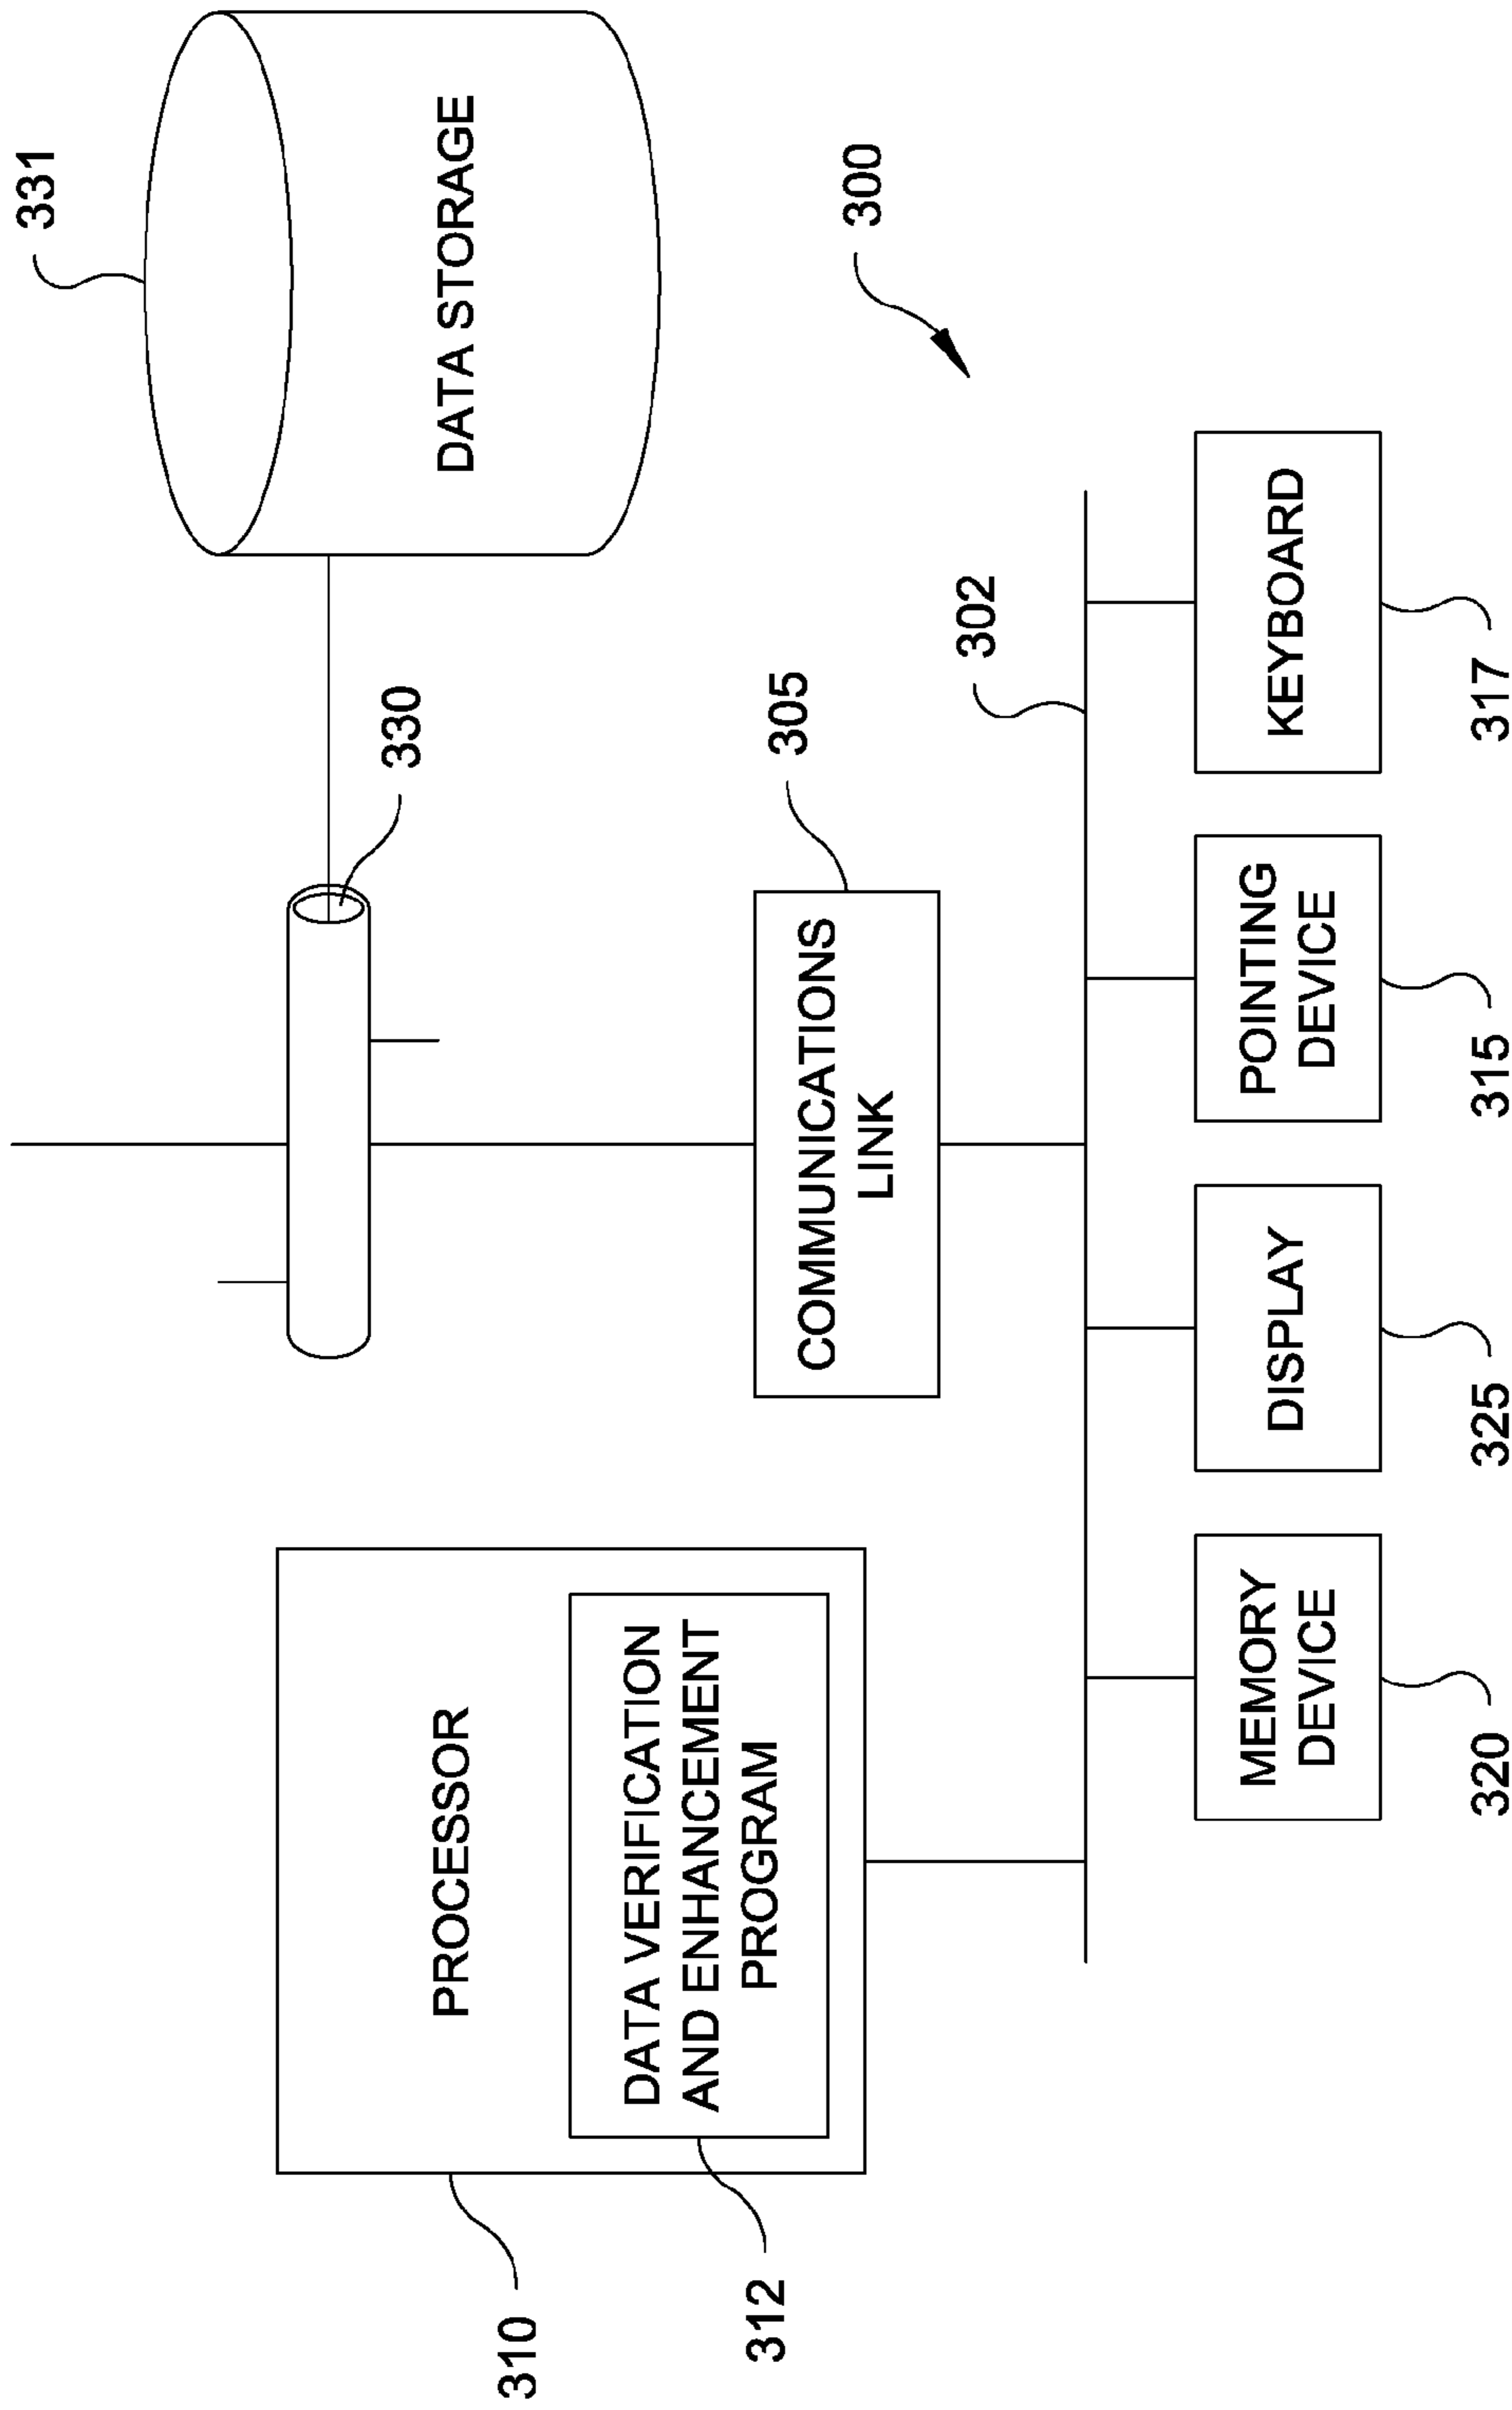 331
DATA STORAGE
330
300
PROCESSOR
310
DATA VERIFICATION
AND ENHANCEMENT
PROGRAM
312
COMMUNICATIONS
LINK
305
302
MEMORY
DEVICE
DISPLAY
POINTING
DEVICE
KEYBOARD
320
325
315
317